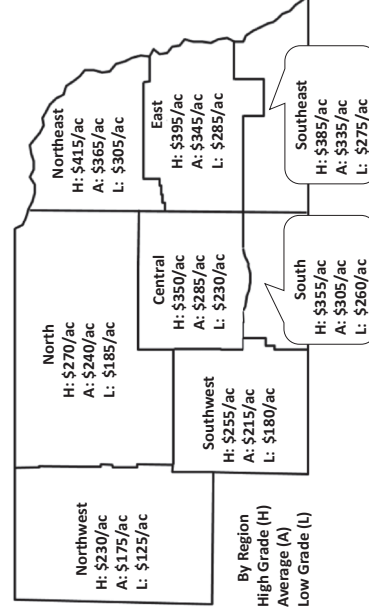 Northwest
H: $230/ac
A: $175/ac
L: $125/ac
North
H: $270/ac
A: $240/ac
L: $185/ac
Northeast
H: $415/ac
A: $365/ac
L: $305/ac
Central
H: $350/ac
A: $285/ac
L: $230/ac
East
H: $395/ac
A: $345/ac
L: $285/ac
Southwest
H: $255/ac
A: $215/ac
L: $180/ac
South
H: $355/ac
A: $305/ac
L: $260/ac
Southeast
H: $385/ac
A: $335/ac
L: $275/ac
By Region
High Grade (H)
Average (A)
Low Grade (L)